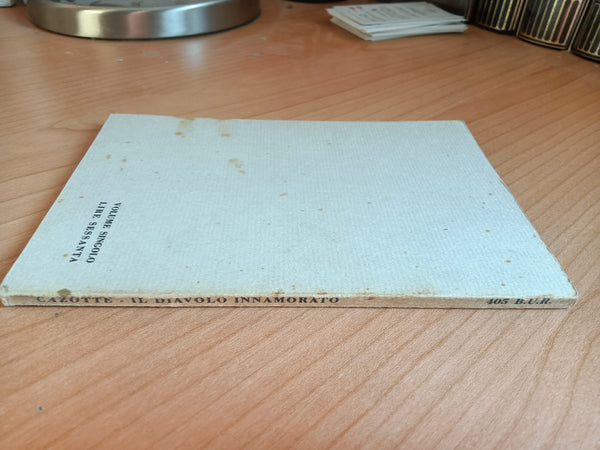 VOLUME SINGOLO
LIRE SESSANTA
CAZOTTE - IL DIAVOLO INNAMORATO 405 B.U.R.